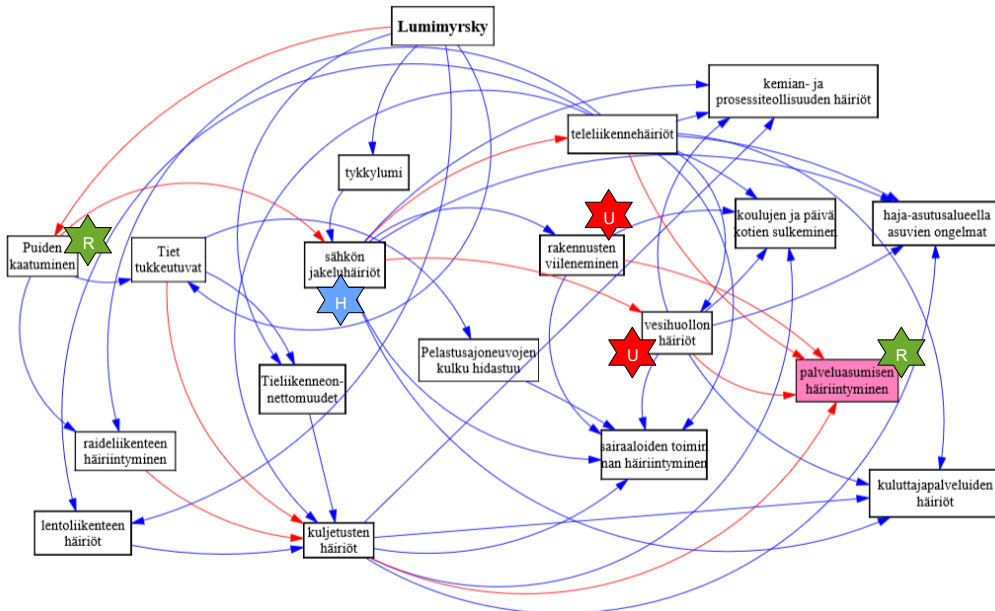 Lumimyrsky
kemian- ja
prosessiteollisuuden häiriöt
teleliikennehäiriöt
tykkylumi
U
koulujen ja päivä
kotien sulkeminen
haja-asutusalueella
asuvien ongelmat
Puiden
kaatuminen
R
Tiet
tukkeutuvat
sähkön
jakeluhäiriöt
H
rakennusten
viileneminen
vesihuollon
häiriöt
U
Pelastusajoneuvojen
kulku hidastuu
R
palveluasumisen
häiriintyminen
Tieliikenneon-
nettomuudet
raideliikenteen
häiriintyminen
sairaaloiden toimin
nan häiriintyminen
kuluttajapalveluiden
häiriöt
lentoliikenteen
häiriöt
kuljetusten
häiriöt